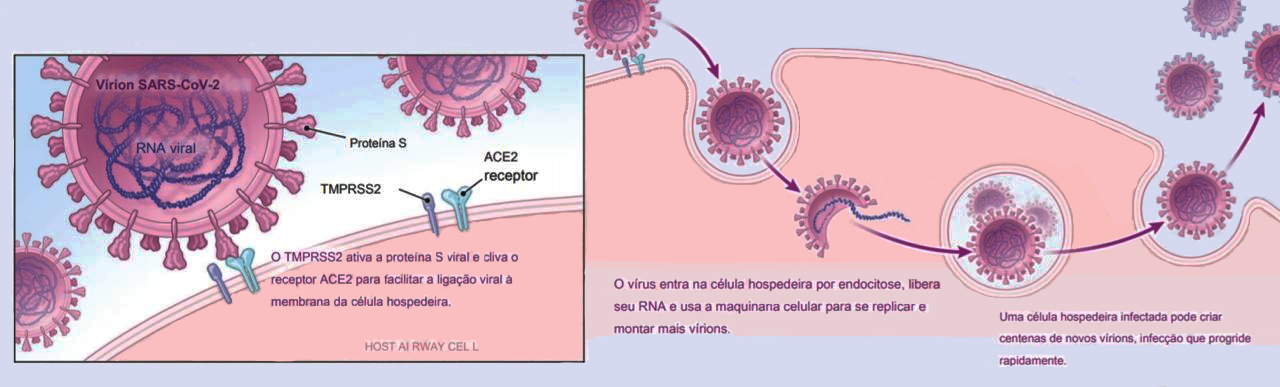 Vírion SARS-CoV-2
RNA viral
Proteína S
ACE2
receptor
TMPRSS2
O TMPRSS2 ativa a proteína S viral e cliva o
receptor ACE2 para facilitar a ligação viral à
membrana da célula hospedeira.
HOST AI RWAY CEL L
O vírus entra na célula hospedeira por endocitose, libera
seu RNA e usa a maquinaria celular para se replicar e
montar mais vírions.
Uma célula hospedeira infectada pode criar
centenas de novos vírions, infecção que progride
rapidamente.